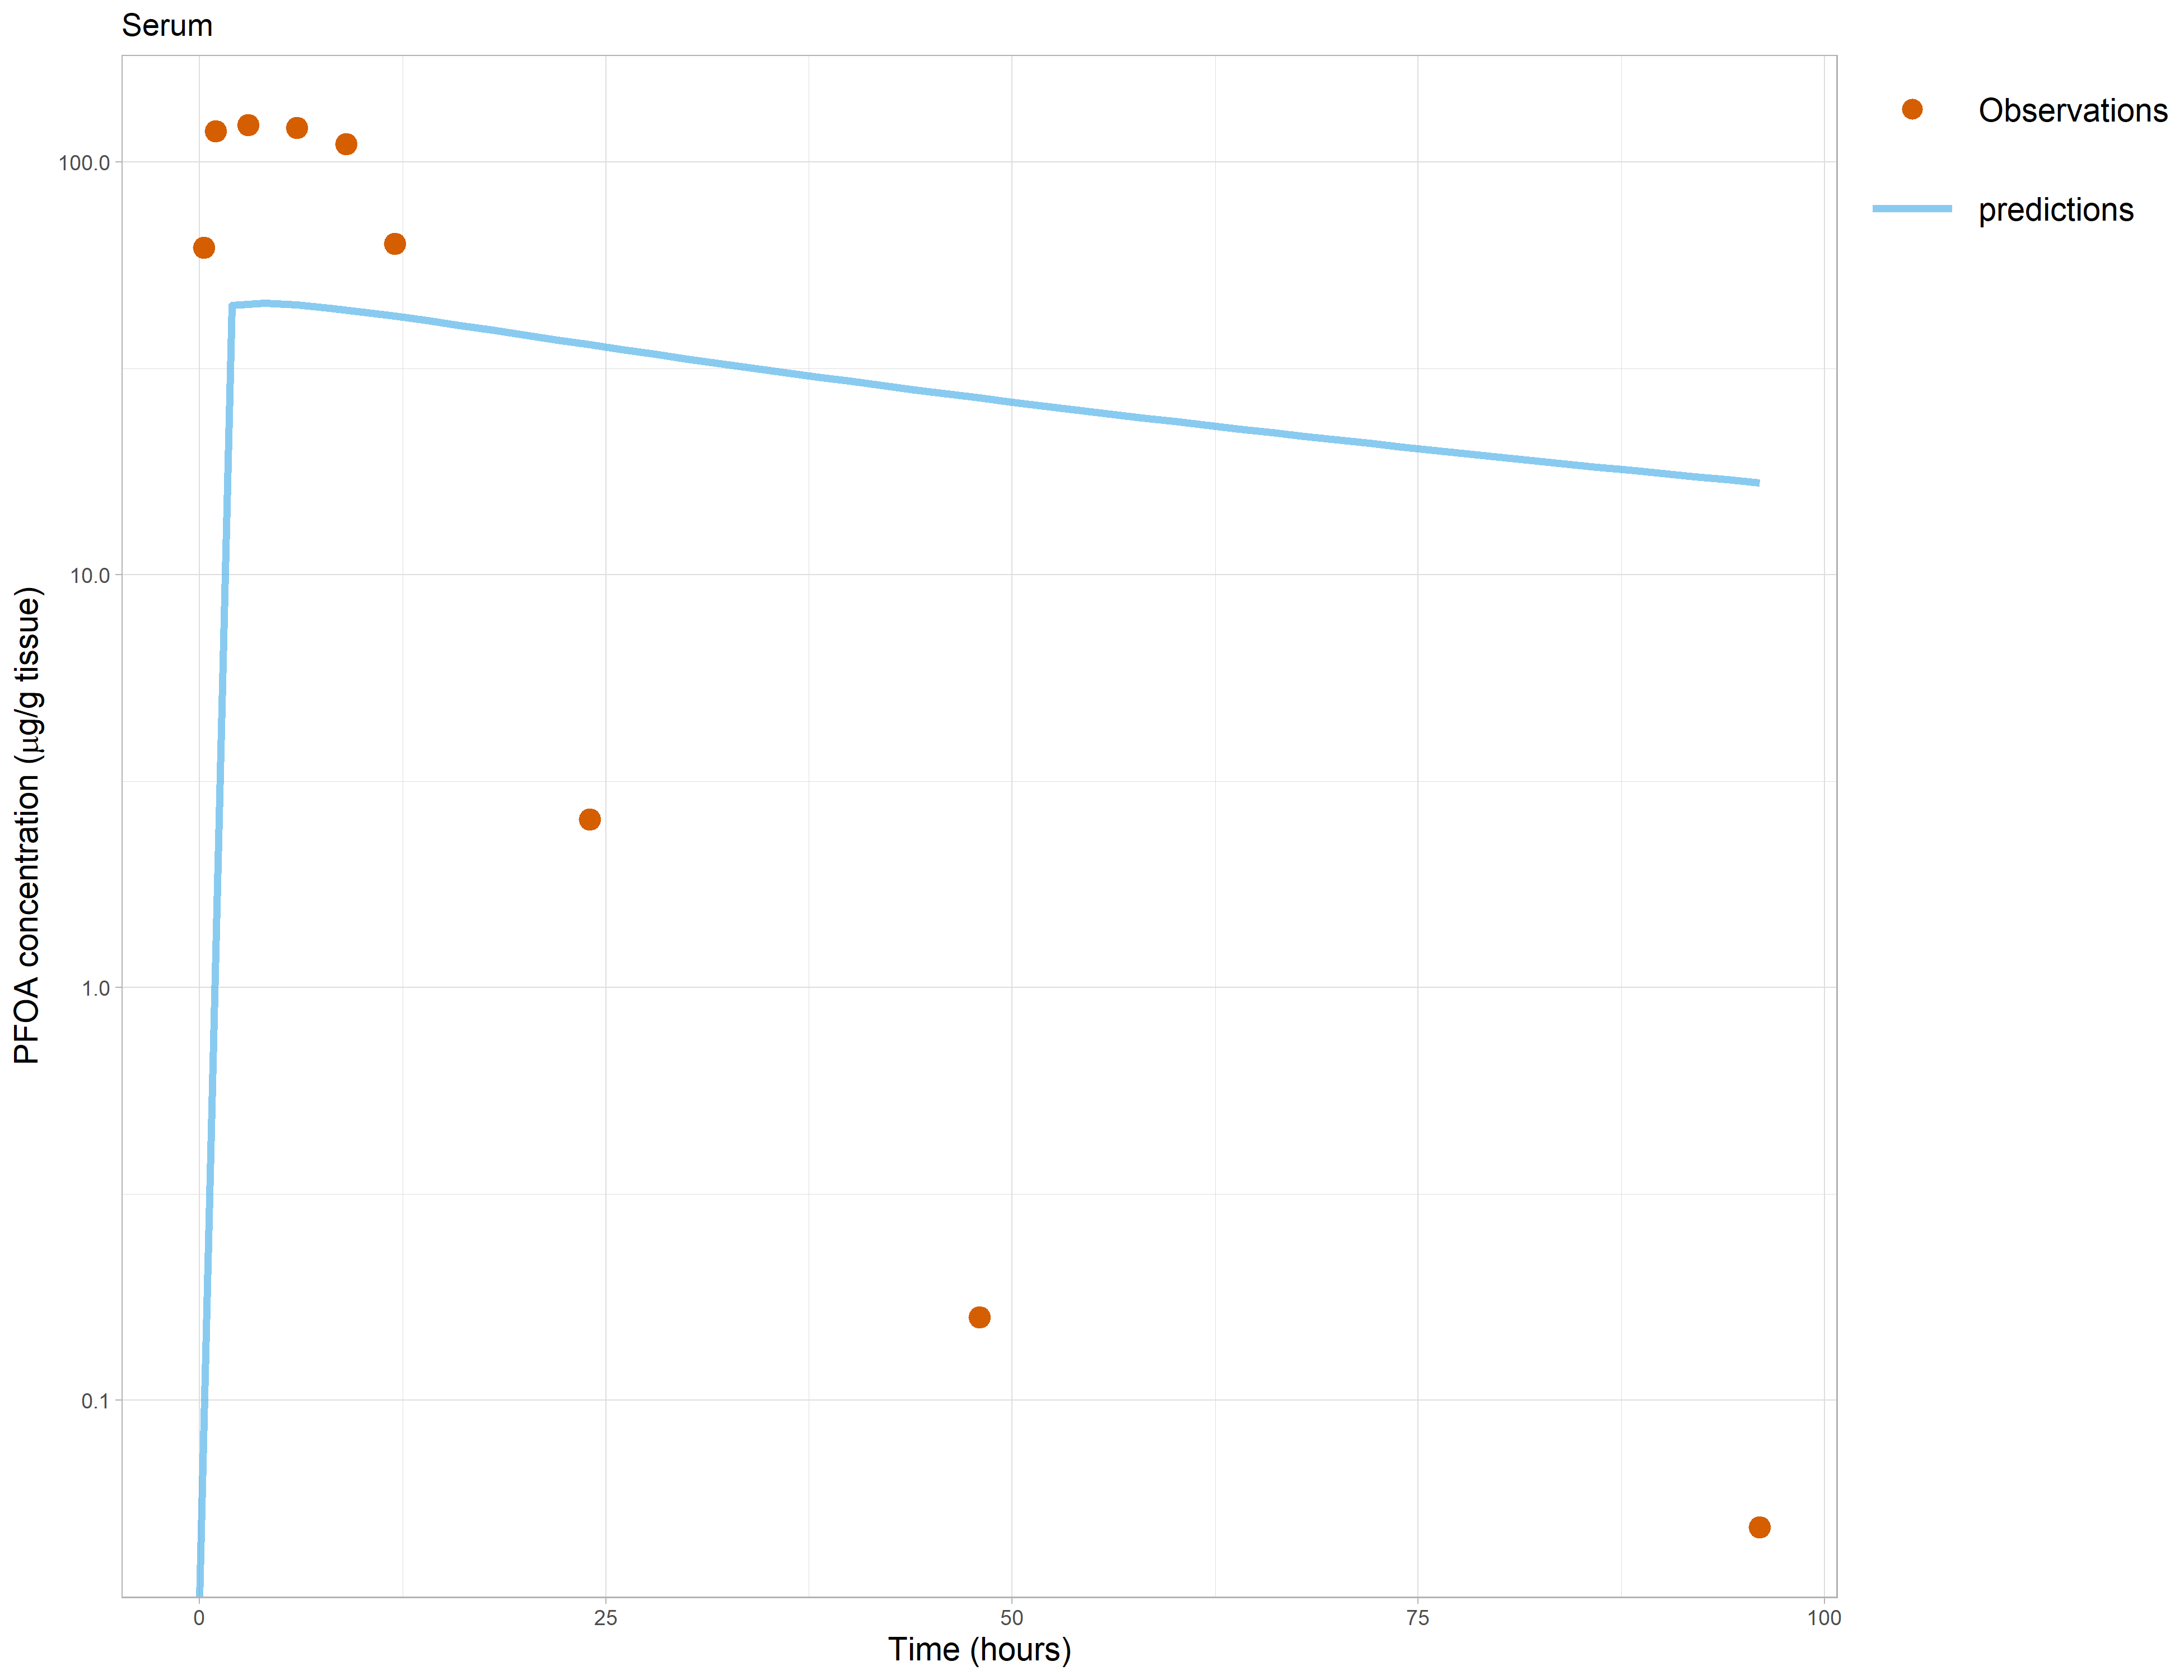 Serum
Observations
predictions
PFOA concentration (μg/g tissue)
100.0
10.0
1.0
0.1
0 25 50 75 100
Time (hours)